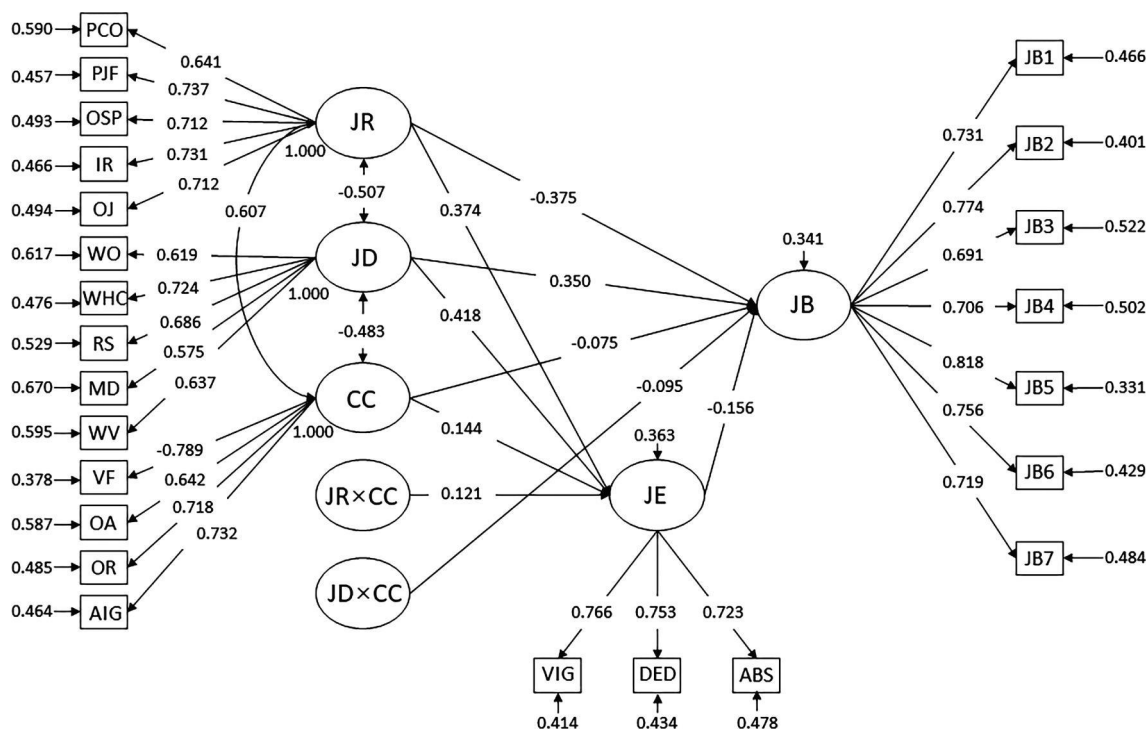 0.590 PCO
0.641
0.457 PJF
0.737
0.493 OSP
0.712
0.466 IR
0.731
0.494 OJ
0.712
0.617 WO
0.619
0.476 WHC
0.724
0.529 RS
0.686
0.670 MD
0.575
0.595 WV
0.637
0.378 VF
-0.789
0.587 OA
0.642
0.485 OR
0.718
0.464 AIG
0.732
JR
1.000
-0.507
0.607
JD
1.000
-0.483
CC
1.000
JR×CC
JD×CC
-0.375
0.374
0.350
0.418
-0.075
0.144
-0.095
0.121
-0.156
0.341
JB
0.363
JE
0.766
0.753
0.723
VIG
DED
ABS
0.414
0.434
0.478
0.731
JB1 0.466
0.774
JB2 0.401
0.691
JB3 0.522
0.706
JB4 0.502
0.818
JB5 0.331
0.756
JB6 0.429
0.719
JB7 0.484